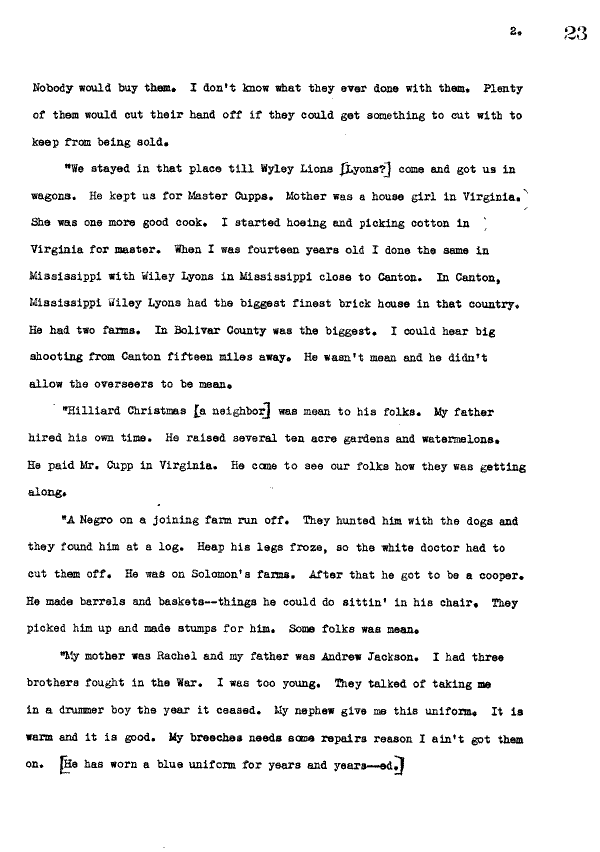 2. 23
Nobody would buy them. I don't know what they ever done with them. Plenty
of them would cut their hand off if they could get something to cut with to
keep from being sold.
"We stayed in that place till Wyley Lions [Lyons?] come and got us in
wagons. He kept us for Master Cupps. Mother was a house girl in Virginia.
She was one more good cook. I started hoeing and picking cotton in
Virginia for master. When I was fourteen years old I done the same in
Mississippi with Wiley Lyons in Mississippi close to Canton. In Canton,
Mississippi Wiley Lyons had the biggest finest brick house in that country.
He had two farms. In Bolivar County was the biggest. I could hear big
shooting from Canton fifteen miles away. He wasn't mean and he didn't
allow the overseers to be mean.
"Hilliard Christmas [a neighbor] was mean to his folks. My father
hired his own time. He raised several ten acre gardens and watermelons.
He paid Mr. Cupp in Virginia. He come to see our folks how they was getting
along.
"A Negro on a joining farm run off. They hunted him with the dogs and
they found him at a log. Heap his legs froze, so the white doctor had to
cut them off. He was on Solomon's farms. After that he got to be a cooper.
He made barrels and baskets--things he could do sittin' in his chair. They
picked him up and made stumps for him. Some folks was mean.
"My mother was Rachel and my father was Andrew Jackson. I had three
brothers fought in the War. I was too young. They talked of taking me
in a drummer boy the year it ceased. My nephew give me this uniform. It is
warm and it is good. My breeches needs some repairs reason I ain't got them
on. [He has worn a blue uniform for years and years--ed.]